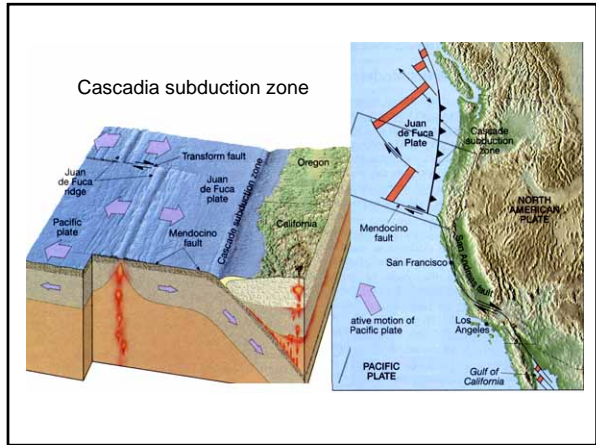 Cascadia subduction zone
Transform fault
Juan
de Fuca
ridge
Juan
de Fuca
plate
Pacific
plate
Mendocino
fault
Cascade subduction zone
Oregon
California
Juan
de Fuca
Plate
Cascade
subduction
zone
NORTH
AMERICAN
PLATE
Mendocino
fault
San Francisco
San Andreas fault
ative motion of
Pacific plate
Los
Angeles
PACIFIC
PLATE
Gulf of
California